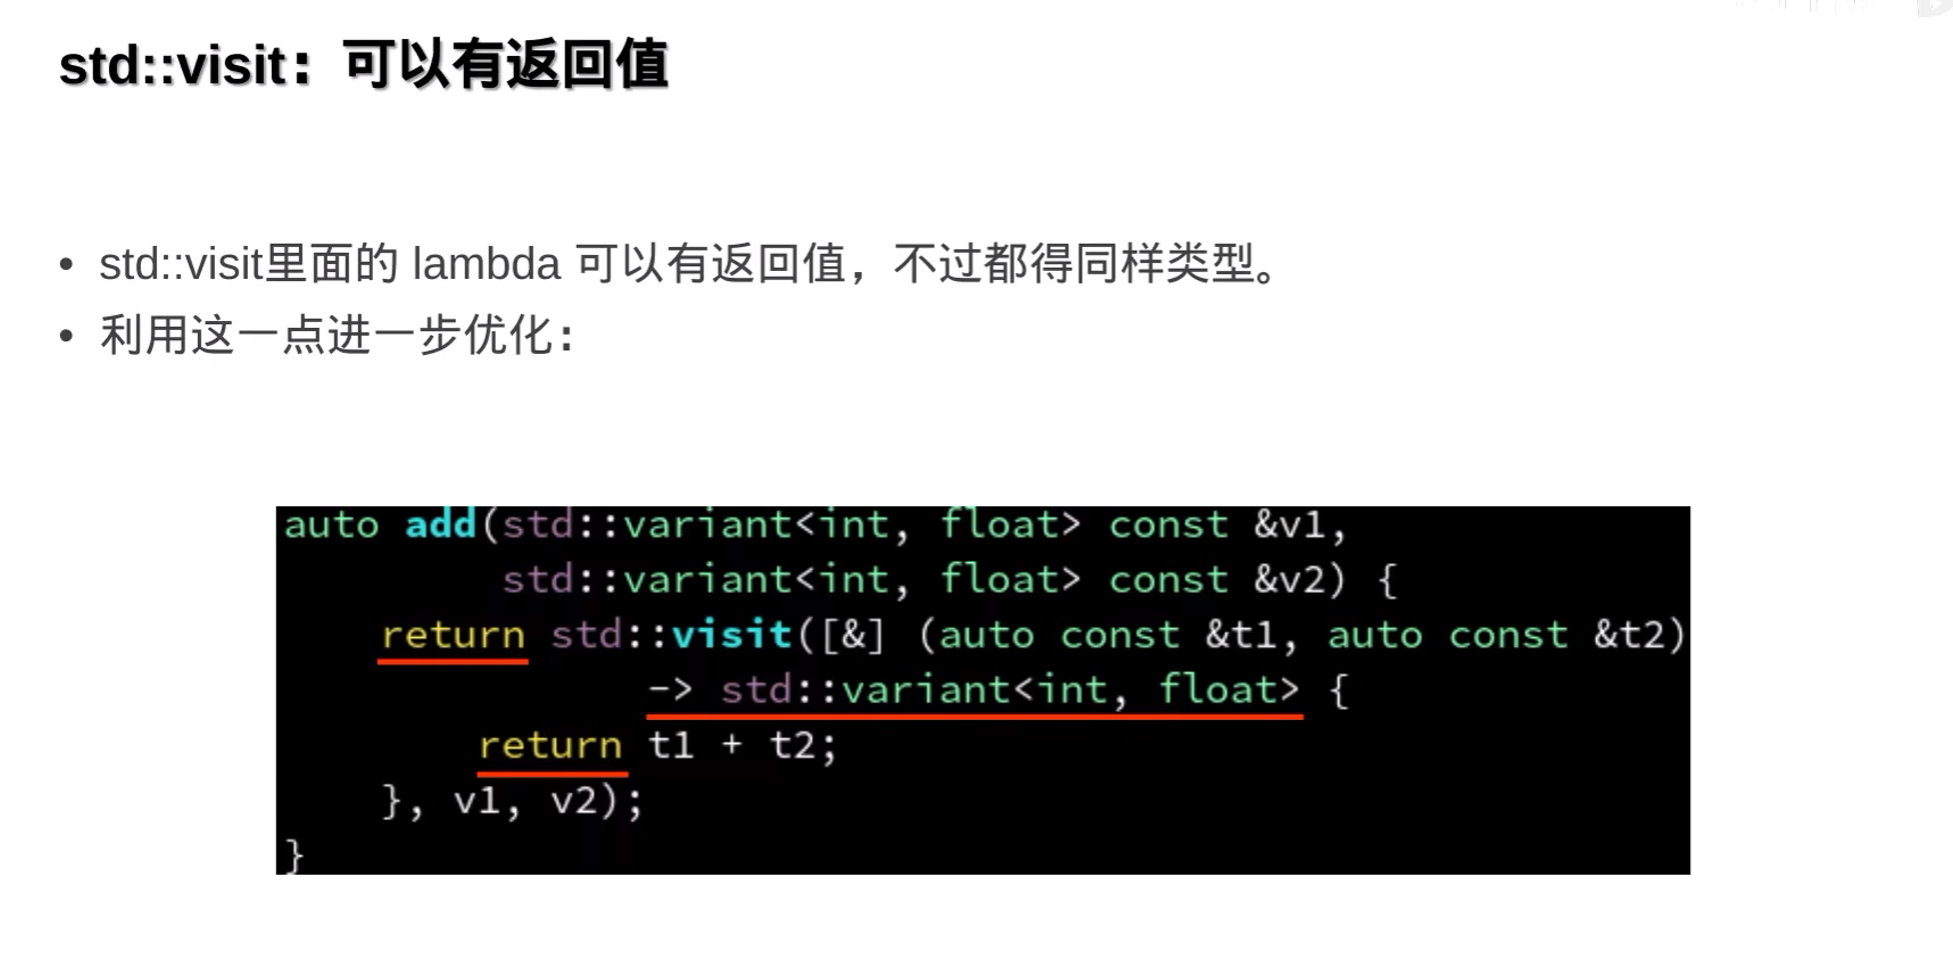 std::visit：可以有返回值
• std::visit里面的 lambda 可以有返回值，不过都得同样类型。
• 利用这一点进一步优化：
auto add(std::variant<int, float> const &v1,
         std::variant<int, float> const &v2) {
    return std::visit([&] (auto const &t1, auto const &t2)
               -> std::variant<int, float> {
        return t1 + t2;
    }, v1, v2);
}